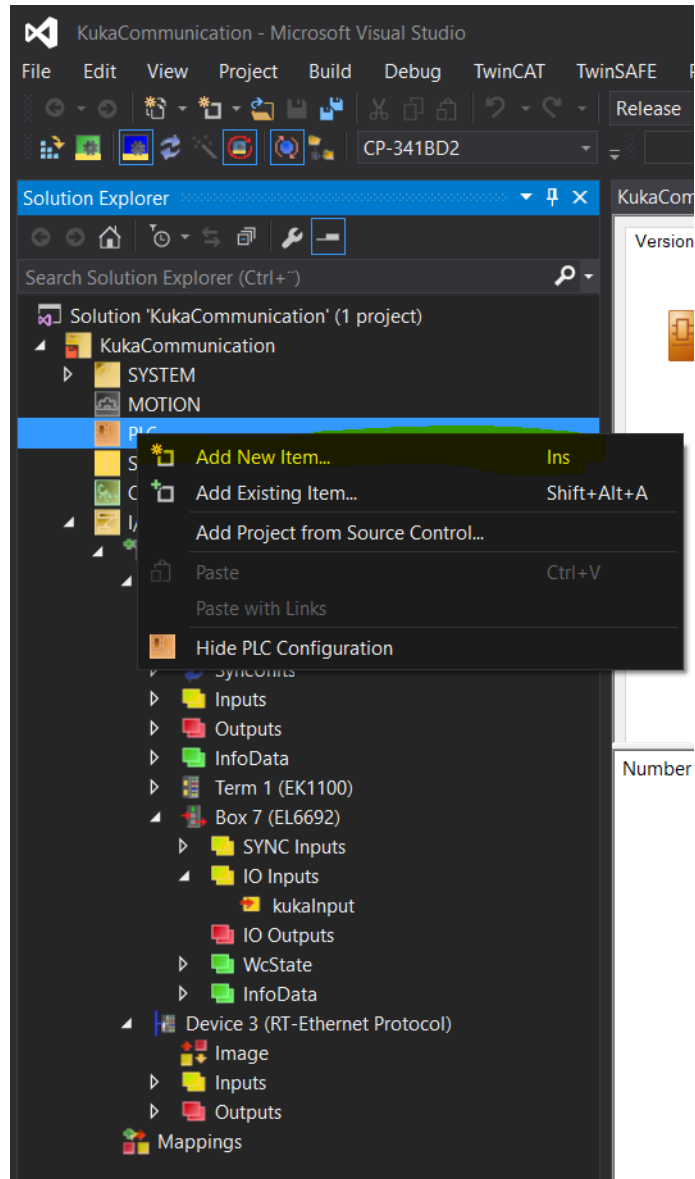 KukaCommunication - Microsoft Visual Studio
File Edit View Project Build Debug TwinCAT TwinSAFE
Release
CP-341BD2
Solution Explorer
KukaCom
Search Solution Explorer (Ctrl+¨)
Version
Solution 'KukaCommunication' (1 project)
KukaCommunication
SYSTEM
MOTION
PLC
Add New Item... Ins
Add Existing Item... Shift+Alt+A
Add Project from Source Control...
Paste Ctrl+V
Paste with Links
Hide PLC Configuration
SyncUnits
Inputs
Outputs
InfoData
Number
Term 1 (EK1100)
Box 7 (EL6692)
SYNC Inputs
IO Inputs
kukaInput
IO Outputs
WcState
InfoData
Device 3 (RT-Ethernet Protocol)
Image
Inputs
Outputs
Mappings